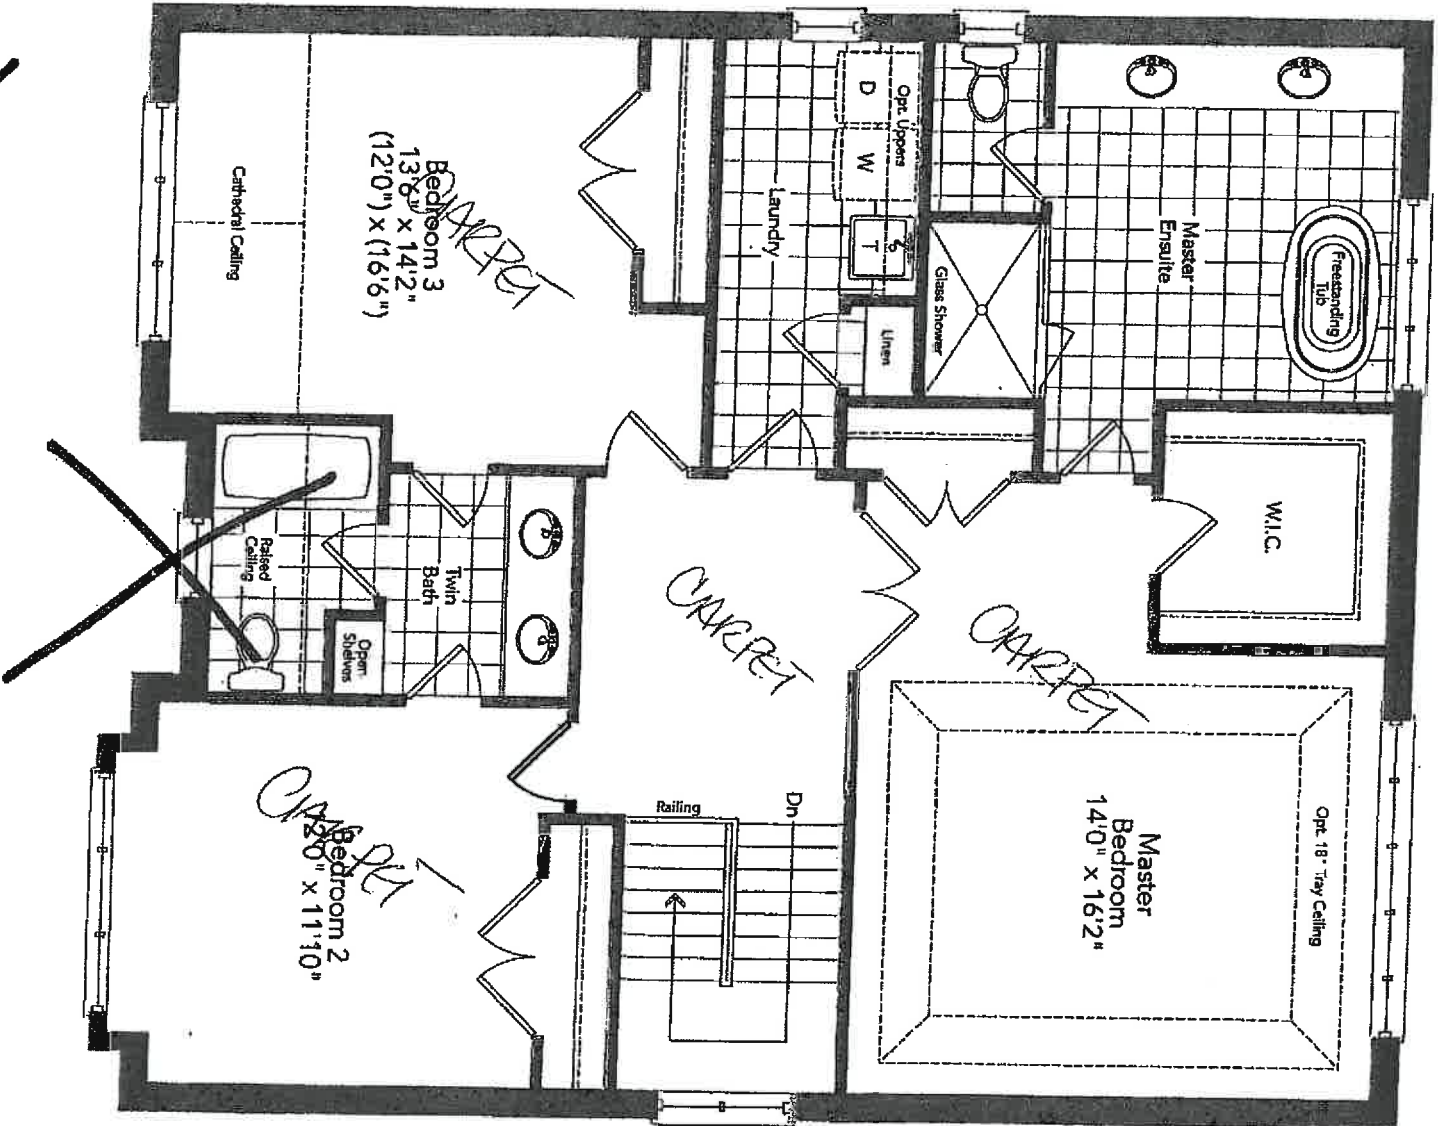 Opt. Uppers
D
W
T
Laundry
Linen
Glass Shower
Master
Ensuite
Freestanding
Tub
Bedroom 3
13'6" x 14'2"
(12'0") x (16'6")
CARPET
Cathedral Ceiling
W.I.C.
Raised
Ceiling
Twin
Bath
Open
Shelves
CARPET
CARPET
Master
Bedroom
14'0" x 16'2"
Opt. 18" Tray Ceiling
Dn
Railing
Bedroom 2
12'0" x 11'10"
CARPET